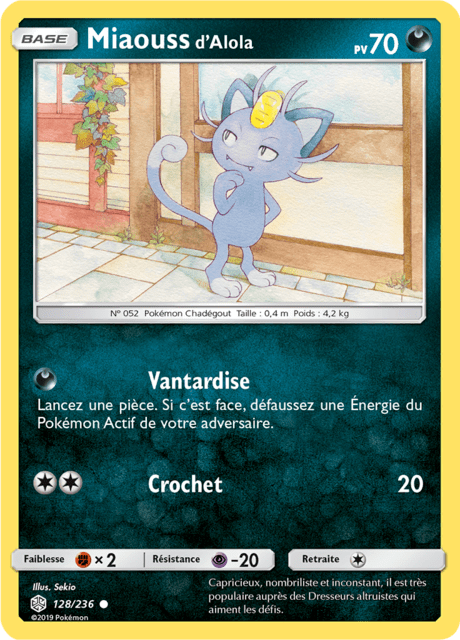 BASE Miaouss d'Alola PV70
N° 052 Pokémon Chadégout Taille : 0,4 m Poids : 4,2 kg
Vantardise
Lancez une pièce. Si c'est face, défaussez une Énergie du
Pokémon Actif de votre adversaire.
Crochet 20
Faiblesse ×2 Résistance -20 Retraite
Illus. Sekio
128/236
©2019 Pokémon
Capricieux, nombriliste et inconstant, il est très
populaire auprès des Dresseurs altruistes qui
aiment les défis.